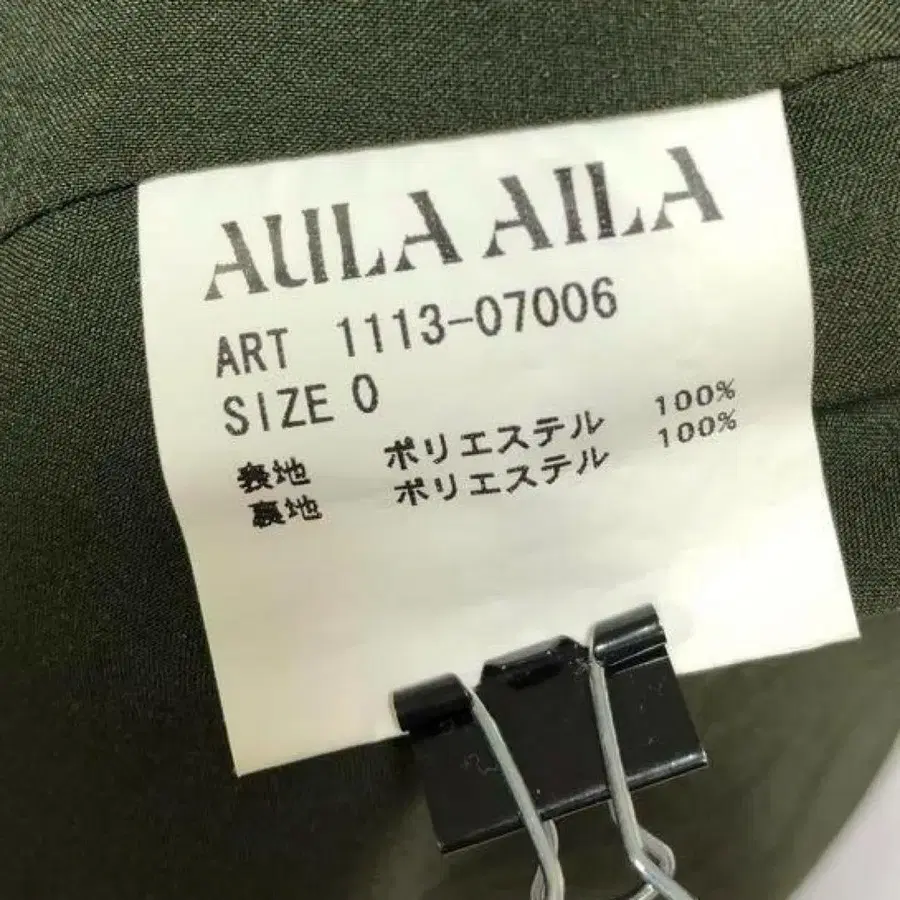 AULA AILA
ART 1113-07006
SIZE 0
表地 ポリエステル 100%
裏地 ポリエステル 100%